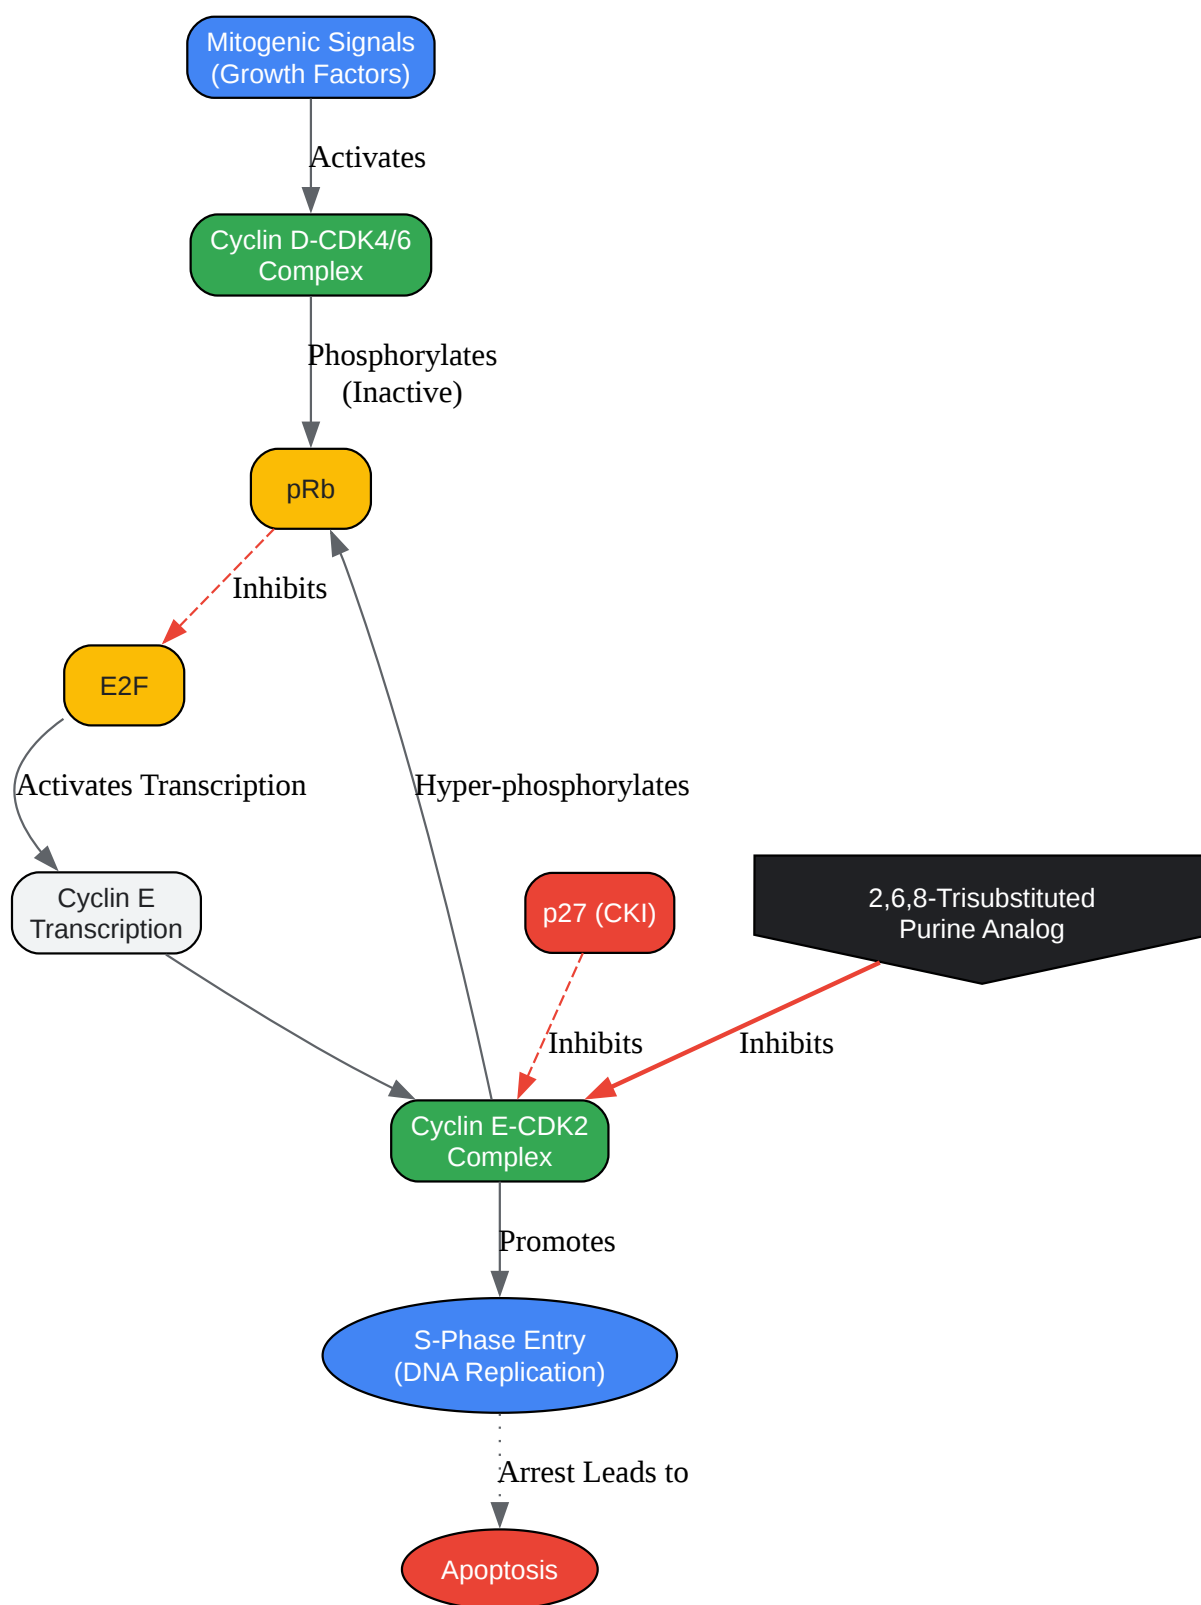 Mitogenic Signals
(Growth Factors)
Activates
Cyclin D-CDK4/6
Complex
Phosphorylates
(Inactive)
pRb
Inhibits
E2F
Activates Transcription
Hyper-phosphorylates
Cyclin E
Transcription
p27 (CKI)
2,6,8-Trisubstituted
Purine Analog
Inhibits
Inhibits
Cyclin E-CDK2
Complex
Promotes
S-Phase Entry
(DNA Replication)
Arrest Leads to
Apoptosis